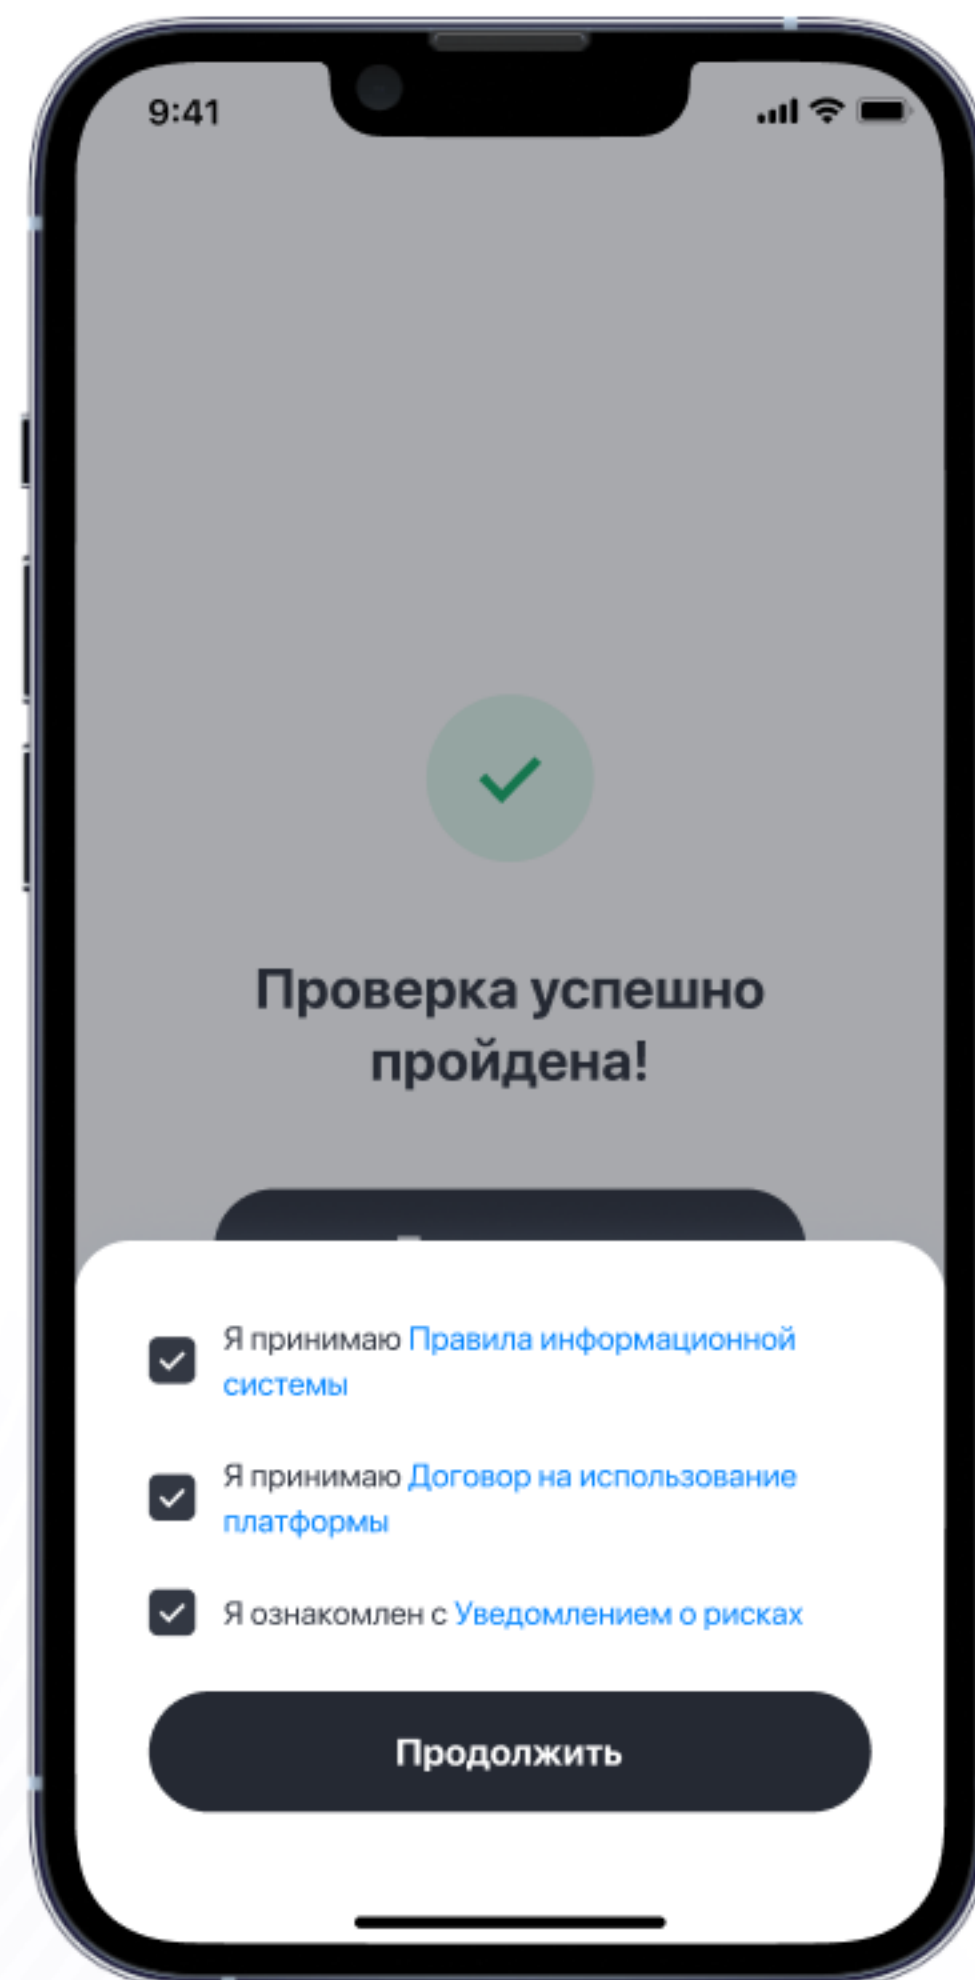 9:41
Проверка успешно
пройдена!
Я принимаю Правила информационной
системы
Я принимаю Договор на использование
платформы
Я ознакомлен с Уведомлением о рисках
Продолжить